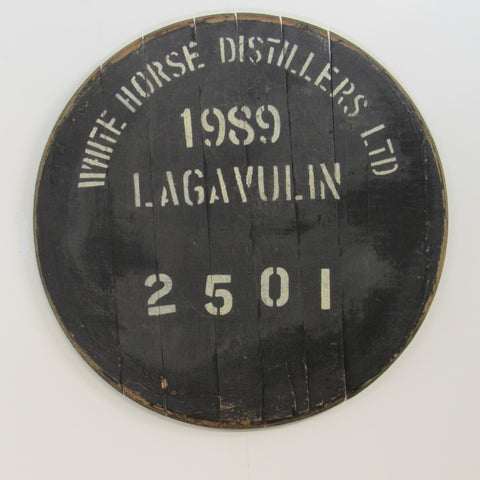 WHITE HORSE DISTILLERS LTD
1989
LAGAVULIN
2501